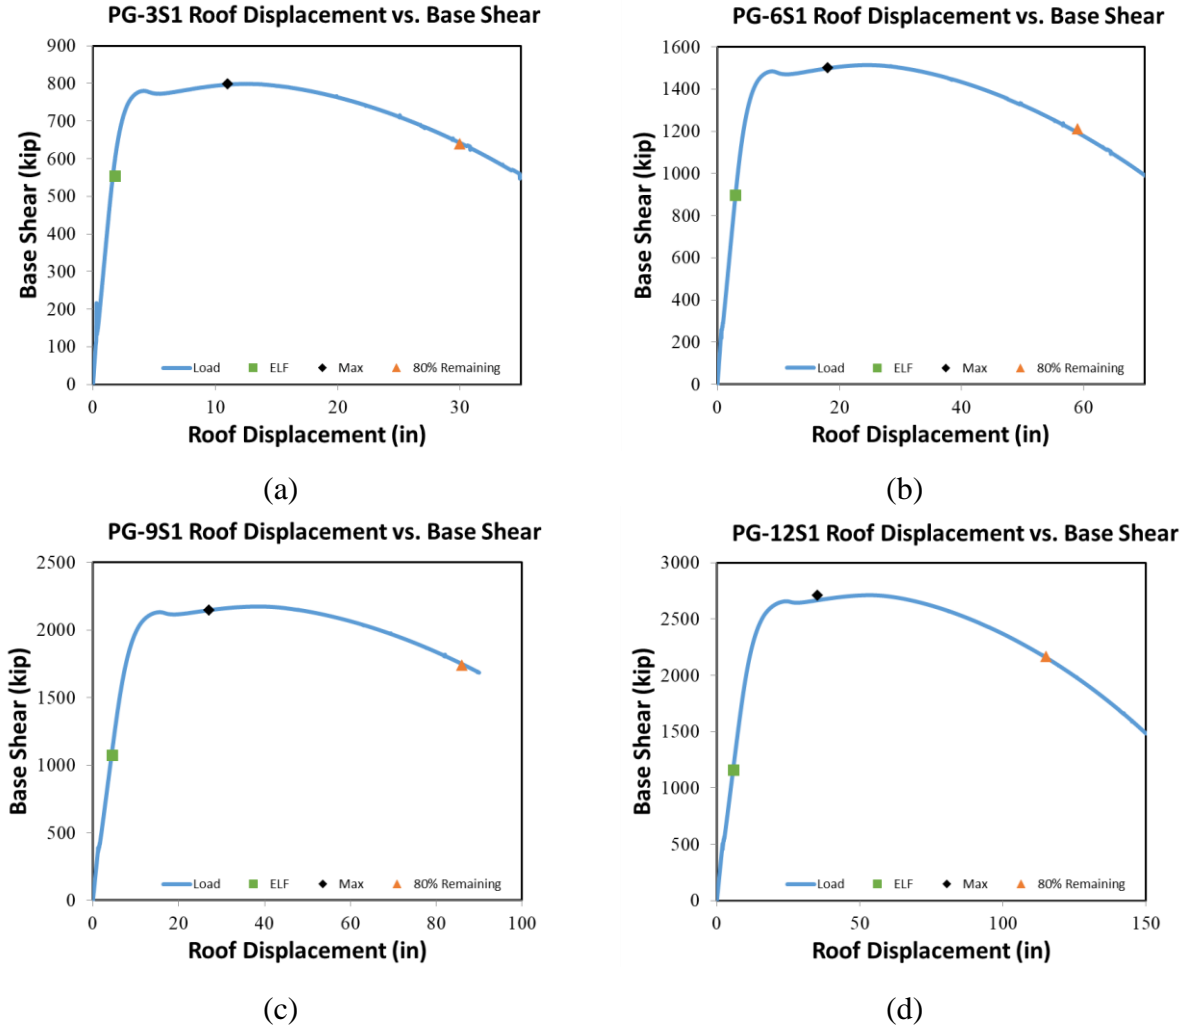 PG-3S1 Roof Displacement vs. Base Shear
900
800
700
600
500
400
300
200
100
0
Base Shear (kip)
Load ELF Max 80% Remaining
0 10 20 30
Roof Displacement (in)
(a)
PG-6S1 Roof Displacement vs. Base Shear
1600
1400
1200
1000
800
600
400
200
0
Base Shear (kip)
Load ELF Max 80% Remaining
0 20 40 60
Roof Displacement (in)
(b)
PG-9S1 Roof Displacement vs. Base Shear
2500
2000
1500
1000
500
0
Base Shear (kip)
Load ELF Max 80% Remaining
0 20 40 60 80 100
Roof Displacement (in)
(c)
PG-12S1 Roof Displacement vs. Base Shear
3000
2500
2000
1500
1000
500
0
Base Shear (kip)
Load ELF Max 80% Remaining
0 50 100 150
Roof Displacement (in)
(d)